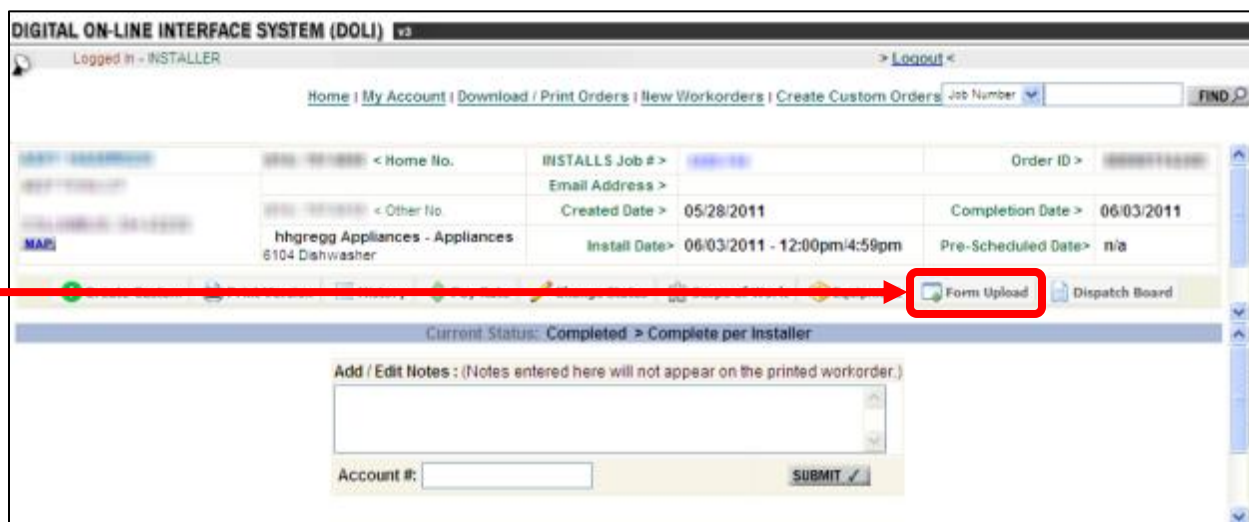 DIGITAL ON-LINE INTERFACE SYSTEM (DOLI) v3
Logged in - INSTALLER > Logout <
Home | My Account | Download / Print Orders | New Workorders | Create Custom Orders Job Number FIND
< Home No. INSTALLS Job # > Order ID >
Email Address >
< Other No. Created Date > 05/28/2011 Completion Date > 06/03/2011
MAP hhgregg Appliances - Appliances Install Date> 06/03/2011 - 12:00pm/4:59pm Pre-Scheduled Date> n/a
6104 Dishwasher
Form Upload Dispatch Board
Current Status: Completed > Complete per Installer
Add / Edit Notes : (Notes entered here will not appear on the printed workorder.)
Account #: SUBMIT